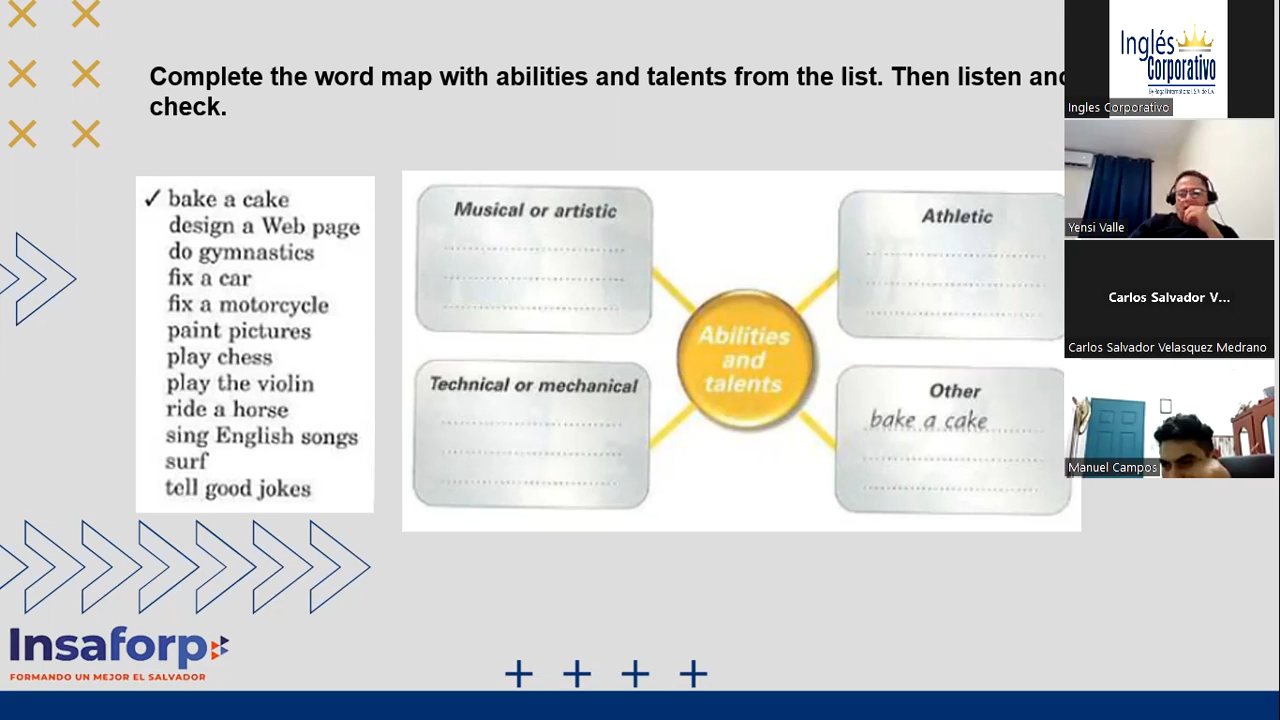 Complete the word map with abilities and talents from the list. Then listen and
check.
✓ bake a cake
design a Web page
do gymnastics
fix a car
fix a motorcycle
paint pictures
play chess
play the violin
ride a horse
sing English songs
surf
tell good jokes
Musical or artistic
Athletic
Abilities
and
talents
Technical or mechanical
Other
bake a cake
Insaforp
FORMANDO UN MEJOR EL SALVADOR
Inglés
Corporativo
Ingles Corporativo
Yensi Valle
Carlos Salvador V...
Carlos Salvador Velasquez Medrano
Manuel Campos